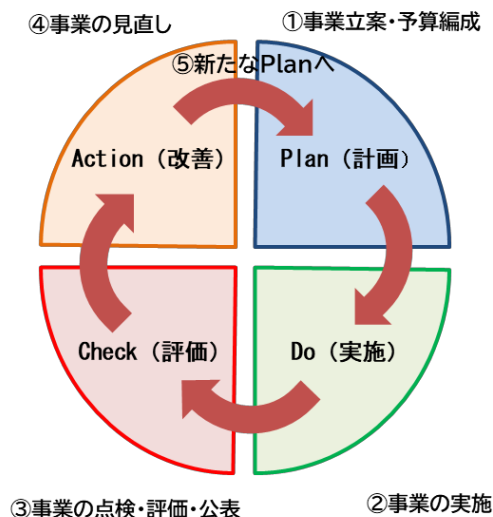 ④事業の見直し
①事業立案・予算編成
⑤新たなPlanへ
Action（改善）
Plan（計画）
Check（評価）
Do（実施）
③事業の点検・評価・公表
②事業の実施